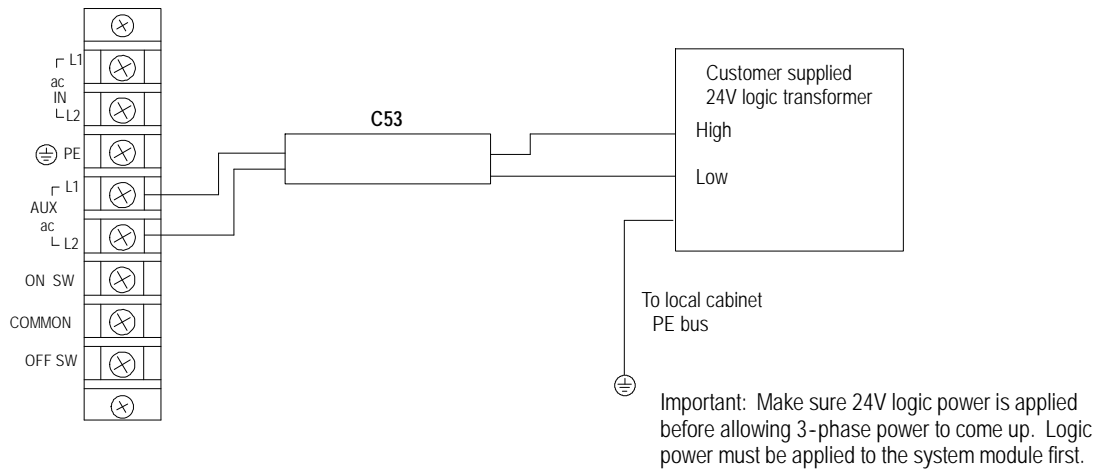 L1
ac
IN
L2
PE
L1
AUX
ac
L2
ON SW
COMMON
OFF SW
C53
Customer supplied
24V logic transformer
High
Low
To local cabinet
PE bus
Important: Make sure 24V logic power is applied
before allowing 3-phase power to come up. Logic
power must be applied to the system module first.